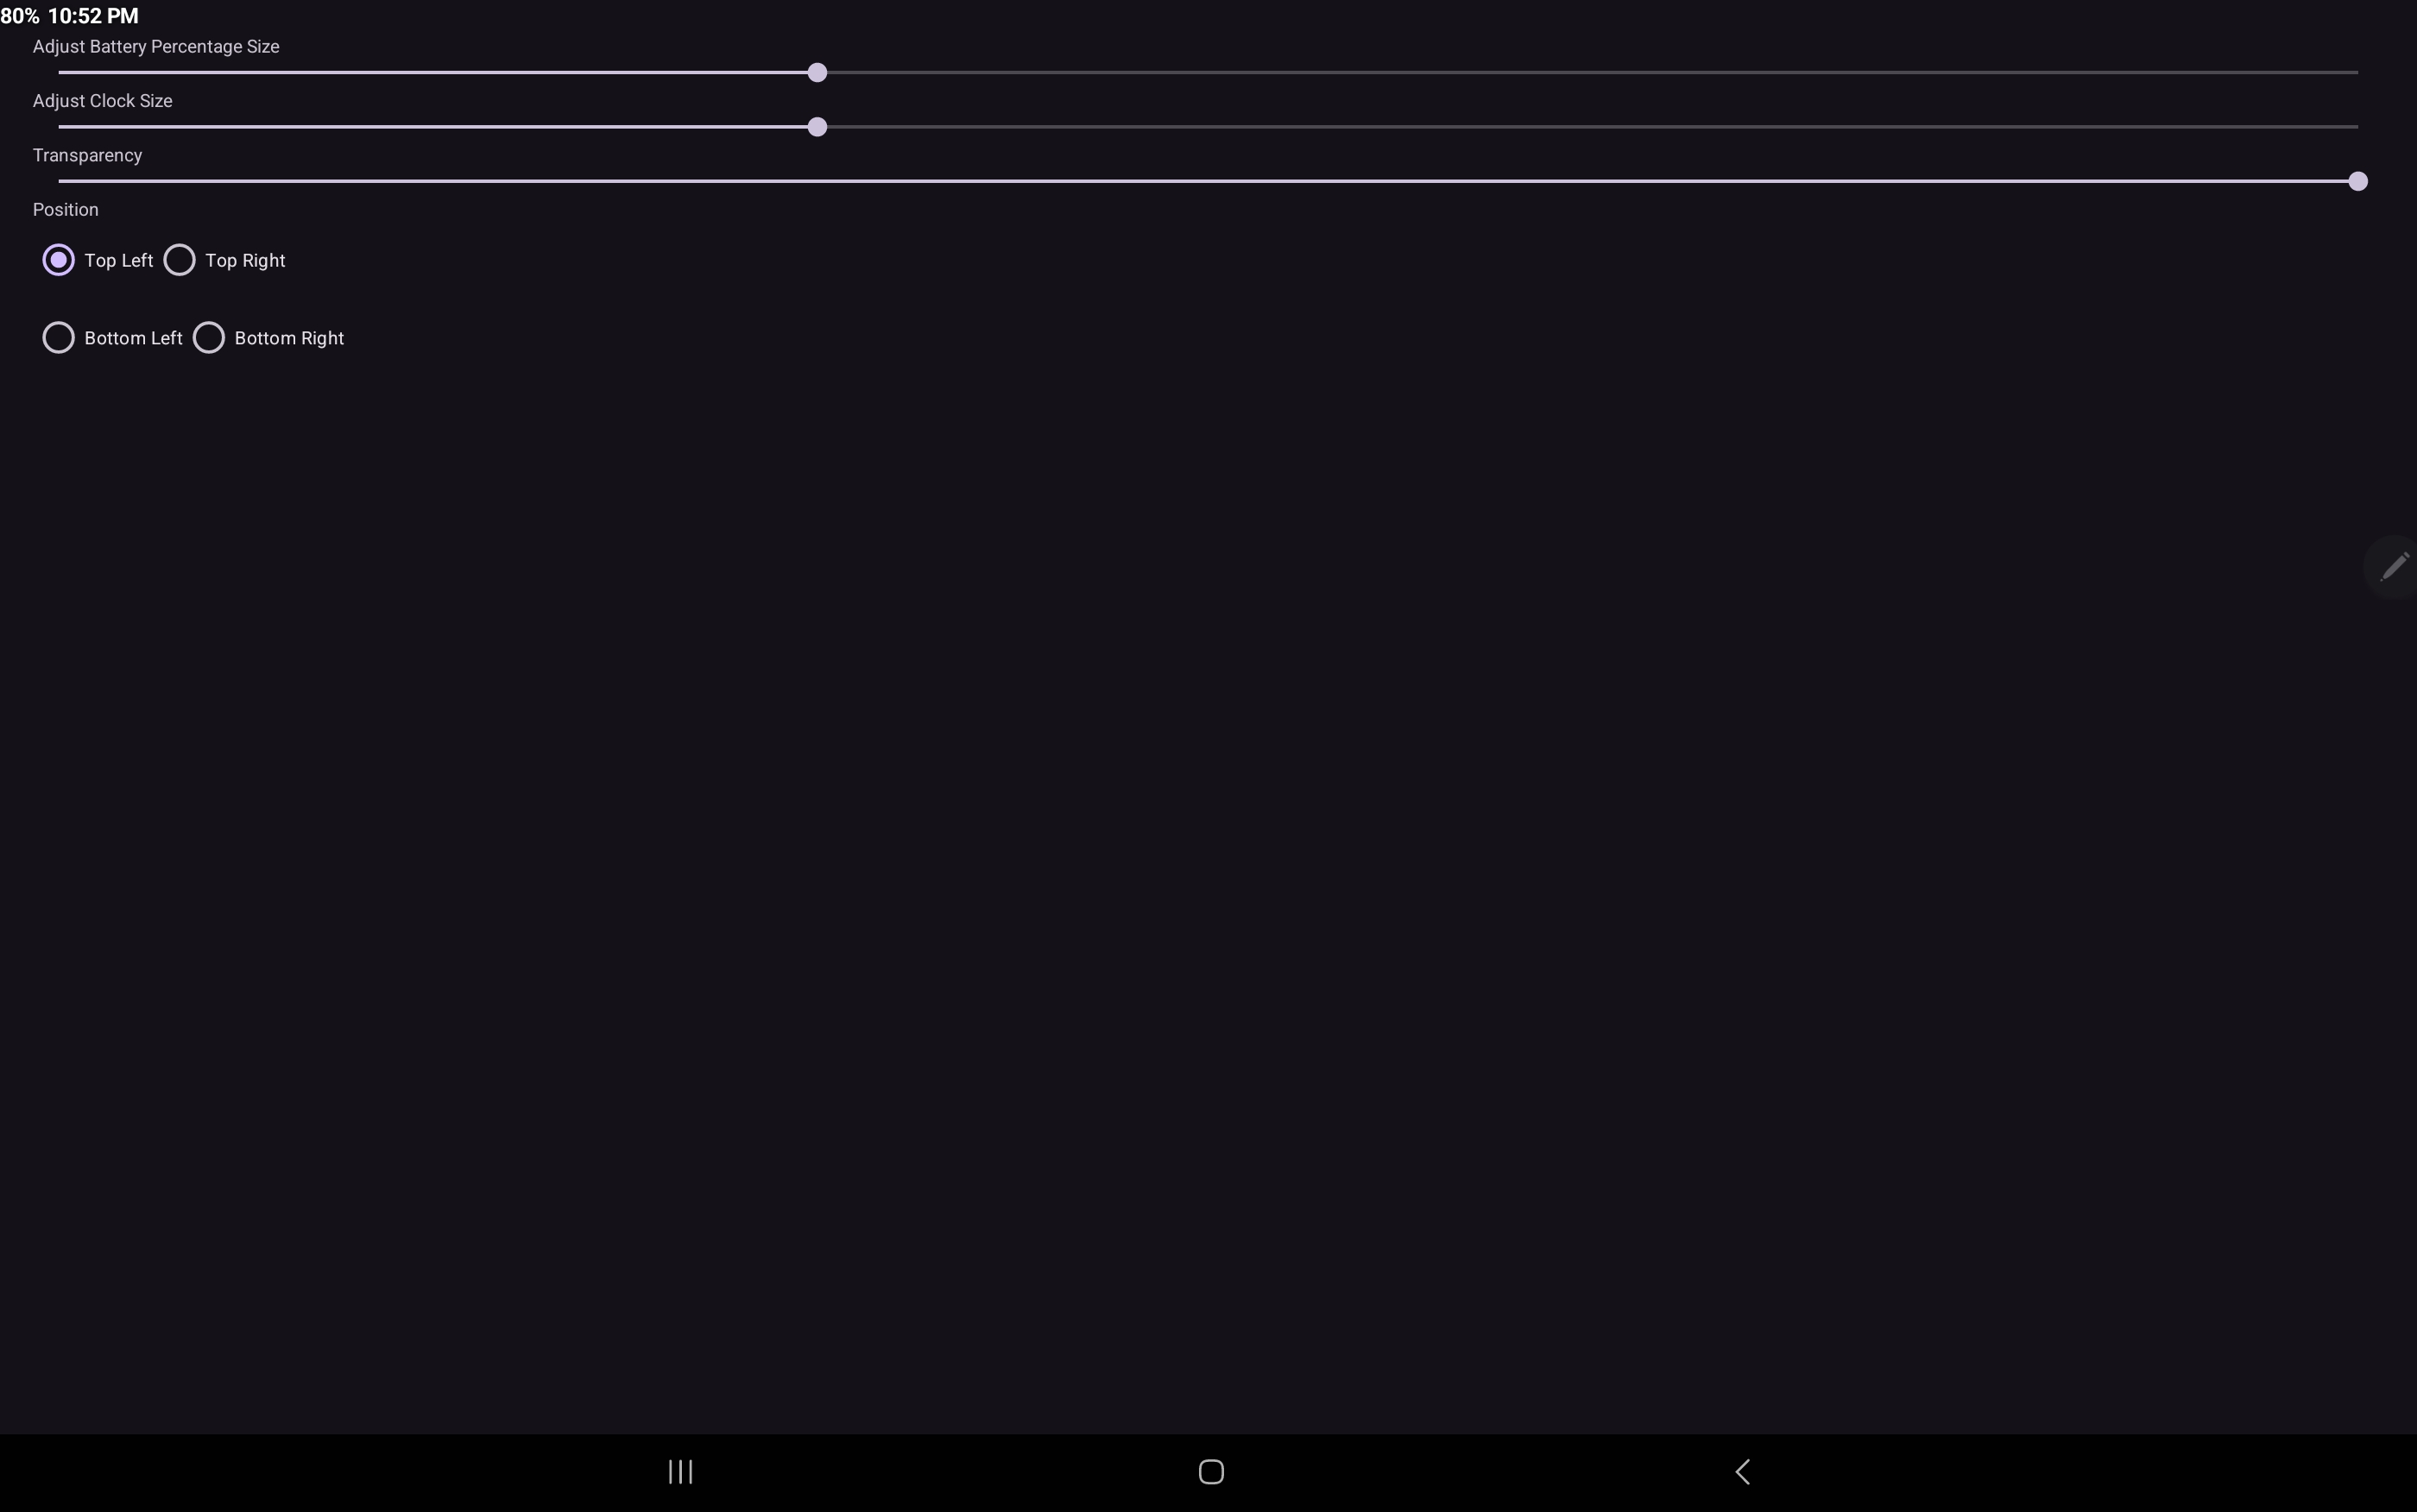 80% 10:52 PM
Adjust Battery Percentage Size
Adjust Clock Size
Transparency
Position
Top Left Top Right
Bottom Left Bottom Right